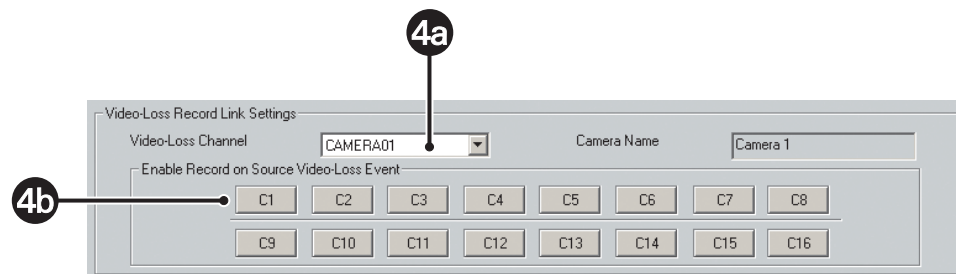 4a
Video-Loss Record Link Settings
Video-Loss Channel CAMERA01 Camera Name Camera 1
Enable Record on Source Video-Loss Event
4b C1 C2 C3 C4 C5 C6 C7 C8
C9 C10 C11 C12 C13 C14 C15 C16